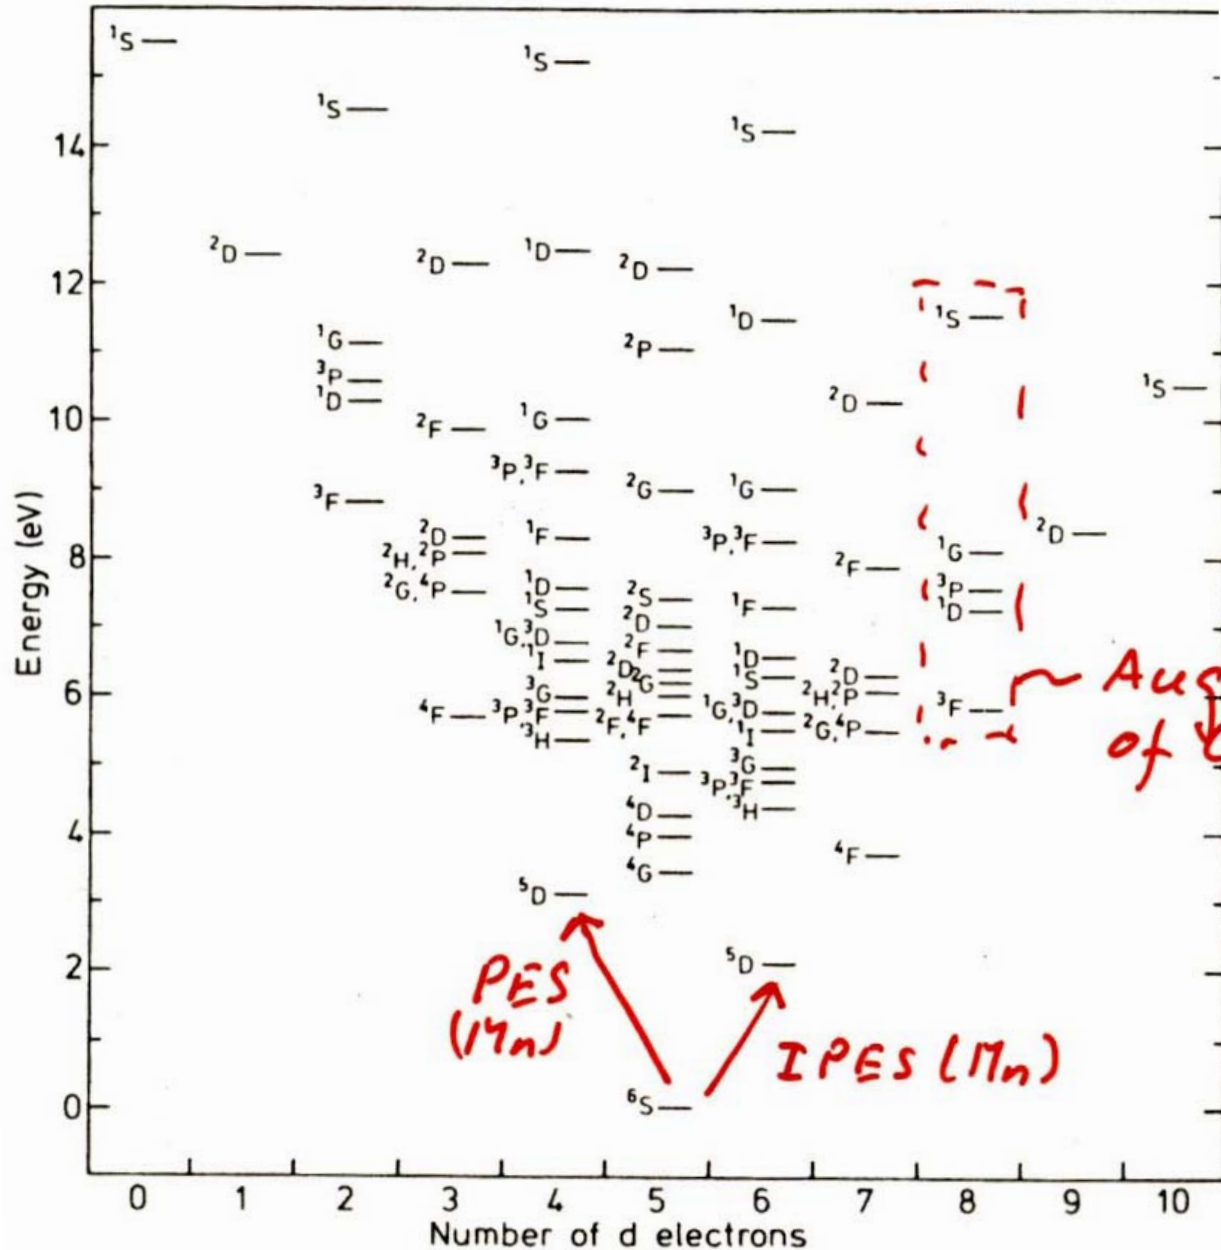 ¹S
¹S
¹S
¹S
14
²D
²D
¹D
²D
12
¹S
¹D
¹G
²P
³P
¹D
¹S
²D
10
¹G
²F
³P,³F
²G
¹G
³F
²D
²D
¹F
³P,³F
8
²H,²P
¹G
²F
²G,⁴P
¹D
²S
³P
¹S
¹F
¹D
²D
¹G,³D
²F
¹I
²D
¹D
²D
²G
¹S
6
³G
²H
²H,²P
Aug
⁴F
³P,³F
²F,⁴F
¹G,³D
³F
³H
¹I
²G,⁴P
of
²I
³G
³P,³F
⁴D
³H
4
⁴P
⁴F
⁴G
⁵D
2
⁵D
PES
(Mn)
IPES (Mn)
0
⁶S
0 1 2 3 4 5 6 7 8 9 10
Number of d electrons
Energy (eV)